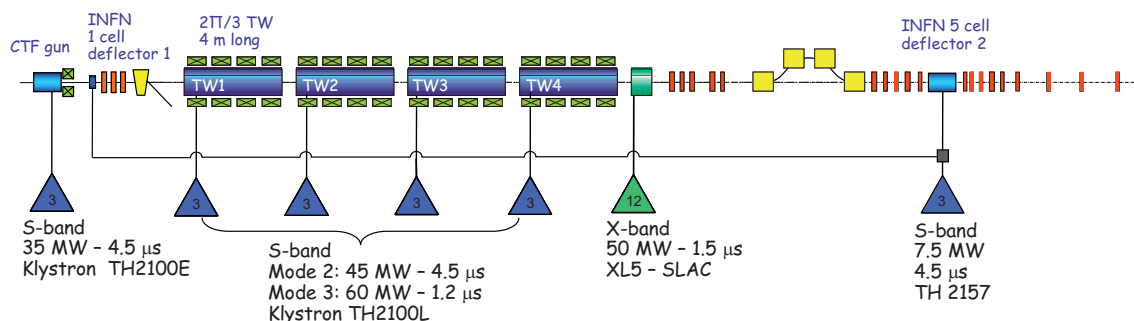 CTF gun
INFN
1 cell
deflector 1
2Π/3 TW
4 m long
INFN 5 cell
deflector 2
TW1
TW2
TW3
TW4
3
3
3
3
3
12
3
S-band
35 MW – 4.5 μs
Klystron TH2100E
S-band
Mode 2: 45 MW – 4.5 μs
Mode 3: 60 MW – 1.2 μs
Klystron TH2100L
X-band
50 MW – 1.5 μs
XL5 – SLAC
S-band
7.5 MW
4.5 μs
TH 2157